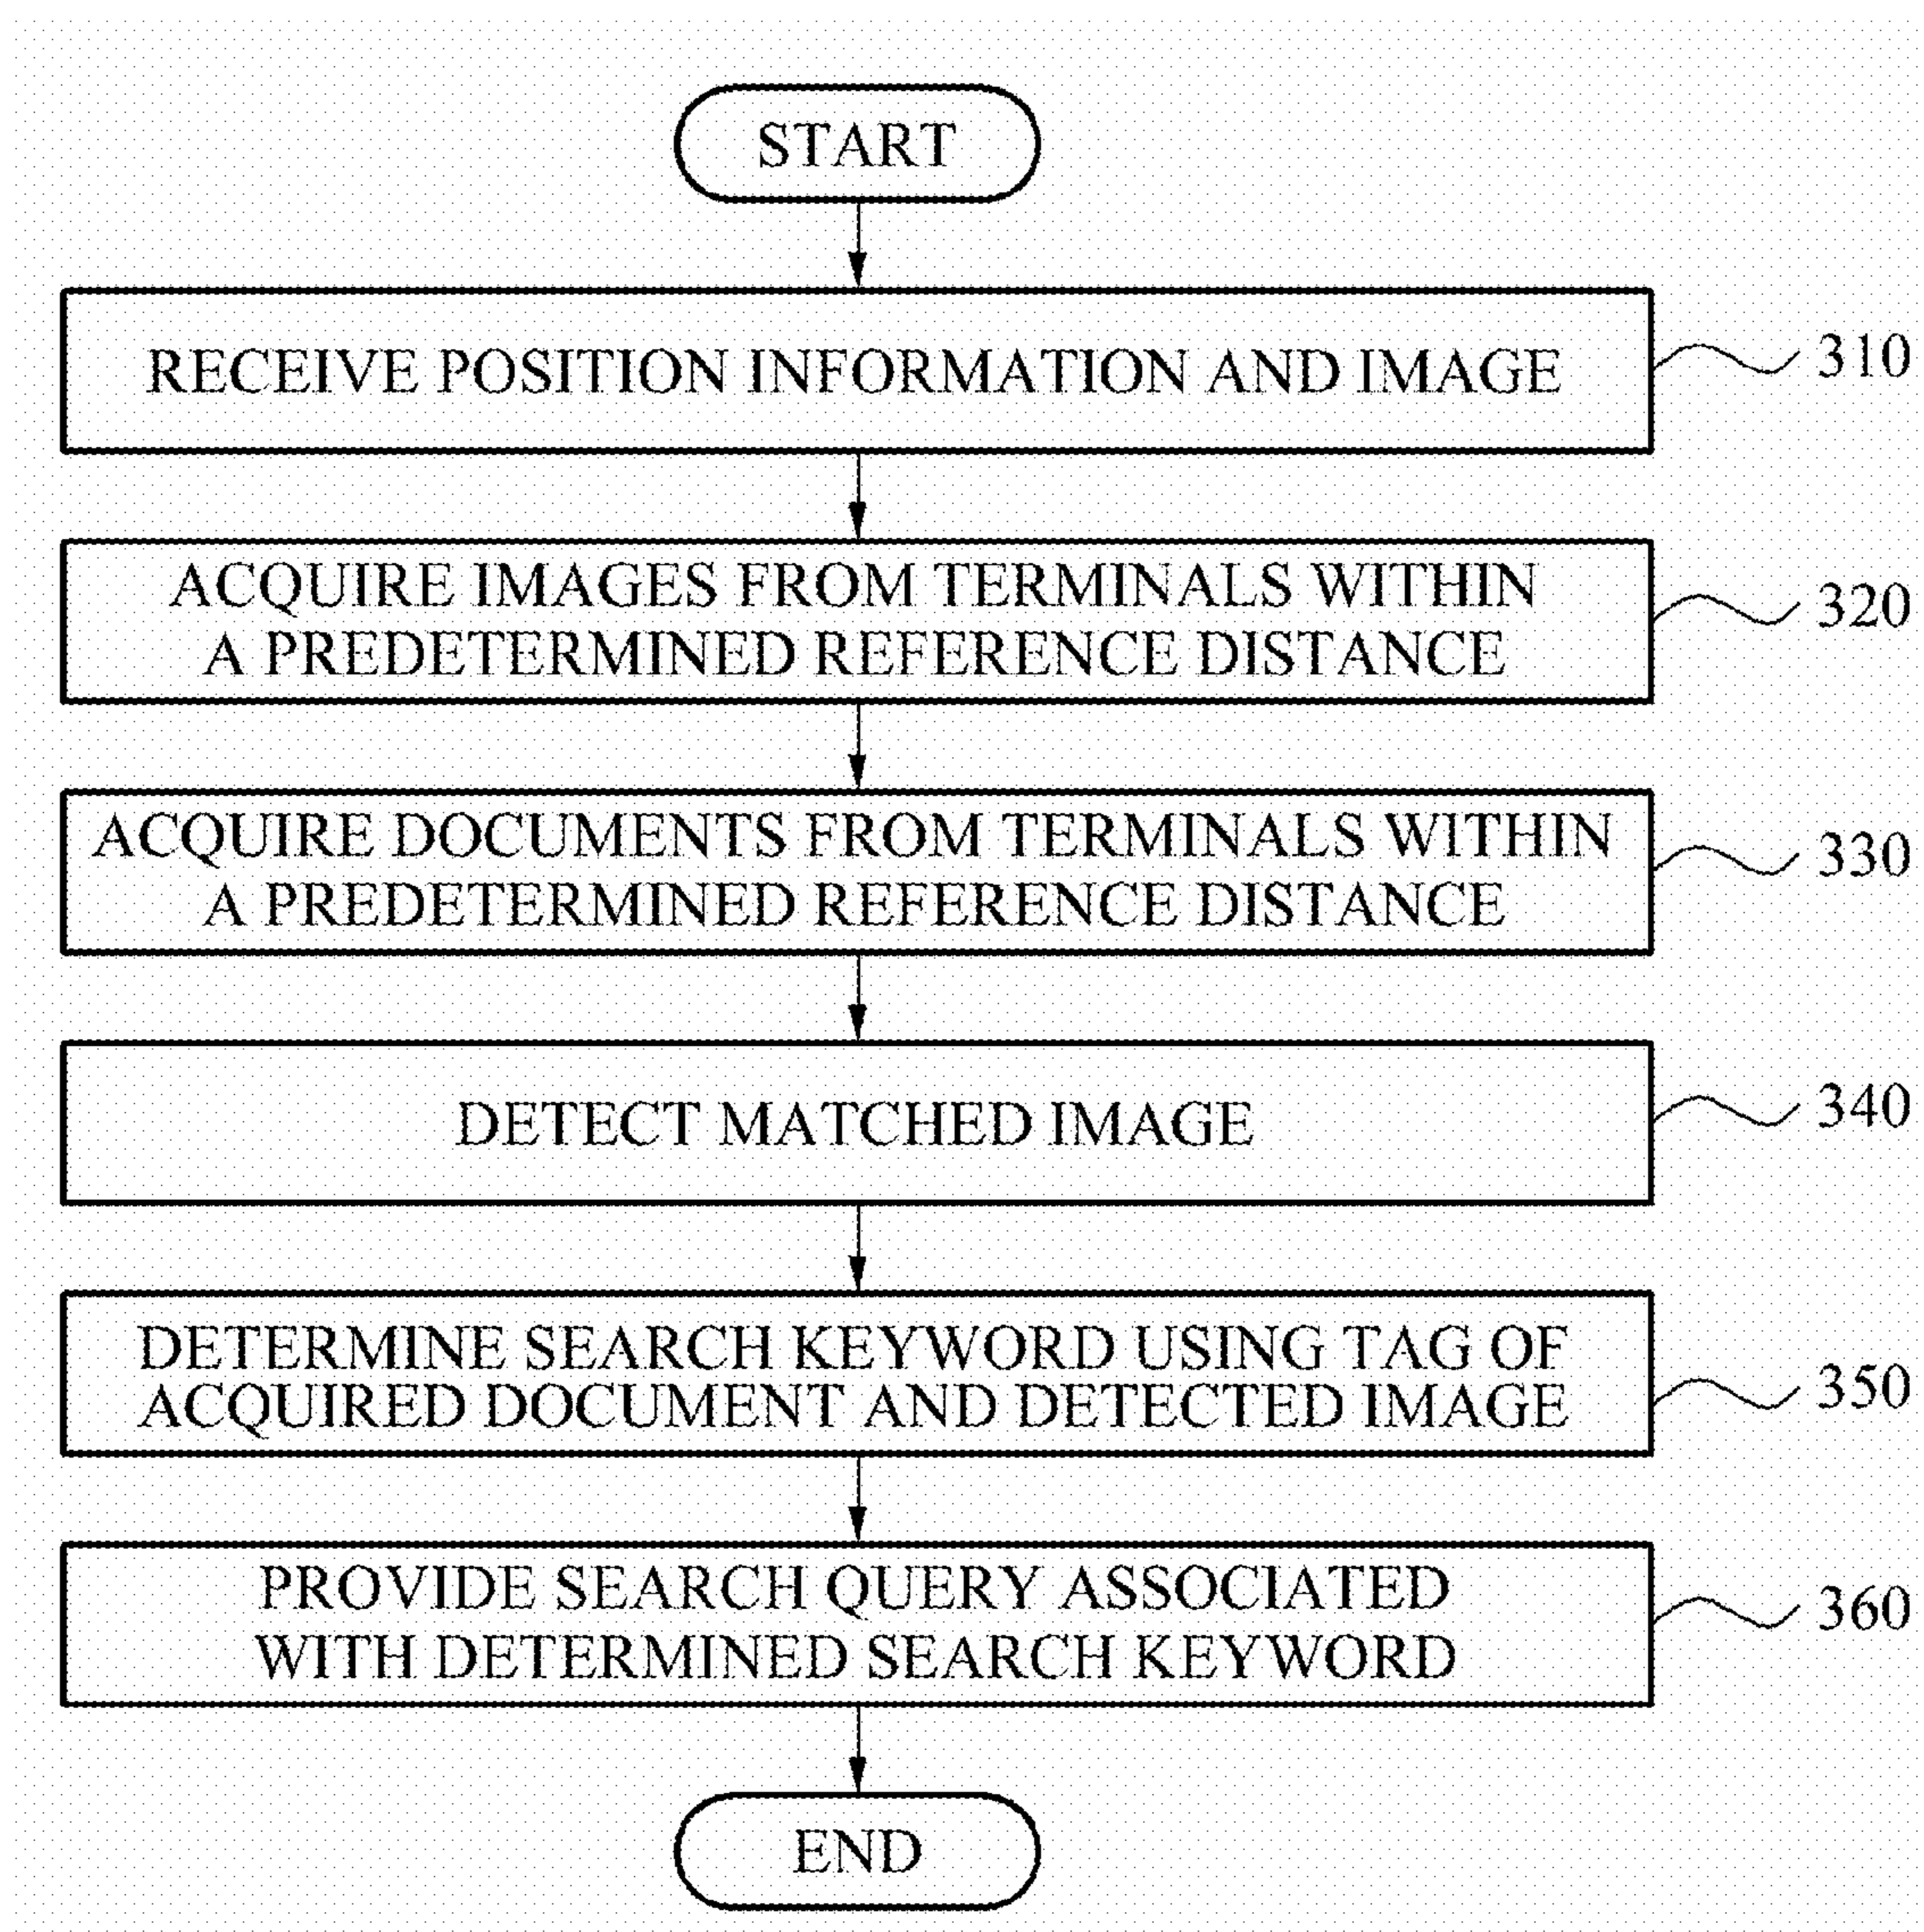 START
RECEIVE POSITION INFORMATION AND IMAGE
310
ACQUIRE IMAGES FROM TERMINALS WITHIN
A PREDETERMINED REFERENCE DISTANCE
320
ACQUIRE DOCUMENTS FROM TERMINALS WITHIN
A PREDETERMINED REFERENCE DISTANCE
330
DETECT MATCHED IMAGE
340
DETERMINE SEARCH KEYWORD USING TAG OF
ACQUIRED DOCUMENT AND DETECTED IMAGE
350
PROVIDE SEARCH QUERY ASSOCIATED
WITH DETERMINED SEARCH KEYWORD
360
END